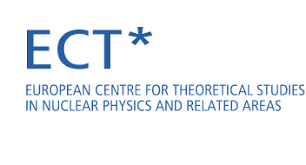 ECT*
EUROPEAN CENTRE FOR THEORETICAL STUDIES
IN NUCLEAR PHYSICS AND RELATED AREAS